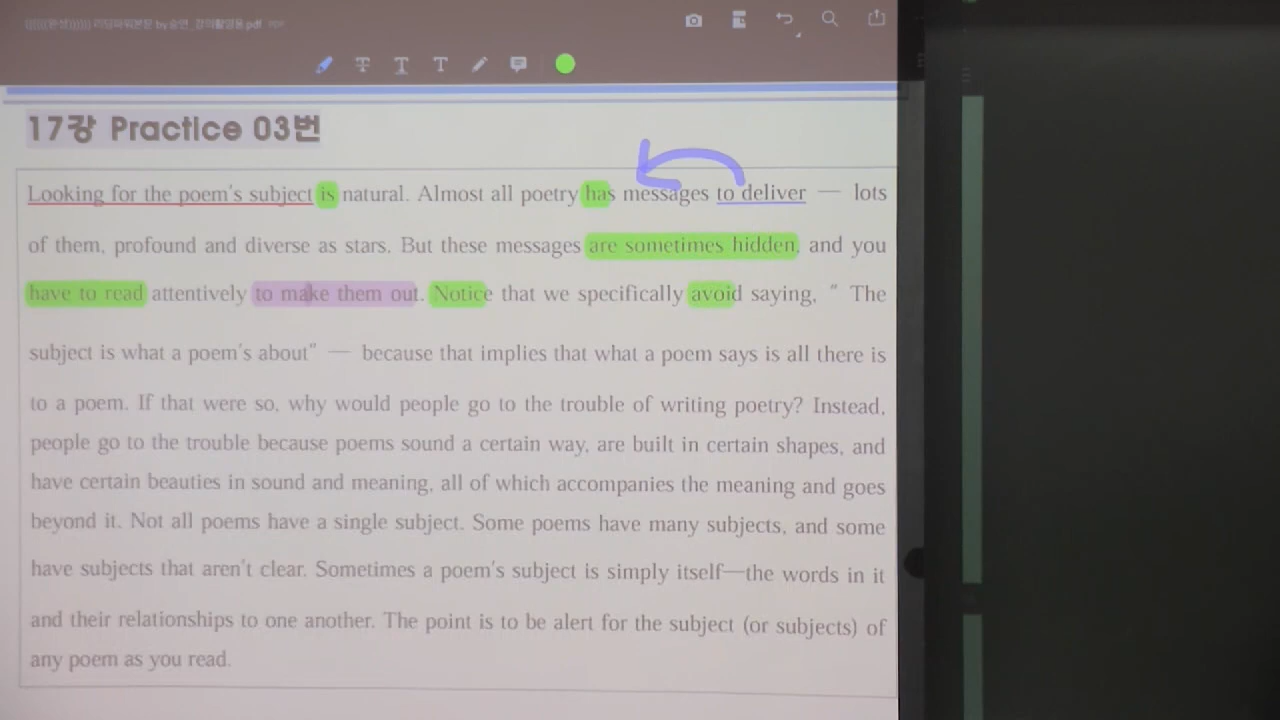 17강 Practice 03번
Looking for the poem's subject is natural. Almost all poetry has messages to deliver — lots
of them, profound and diverse as stars. But these messages are sometimes hidden, and you
have to read attentively to make them out. Notice that we specifically avoid saying, " The
subject is what a poem's about" — because that implies that what a poem says is all there is
to a poem. If that were so, why would people go to the trouble of writing poetry? Instead,
people go to the trouble because poems sound a certain way, are built in certain shapes, and
have certain beauties in sound and meaning, all of which accompanies the meaning and goes
beyond it. Not all poems have a single subject. Some poems have many subjects, and some
have subjects that aren't clear. Sometimes a poem's subject is simply itself—the words in it
and their relationships to one another. The point is to be alert for the subject (or subjects) of
any poem as you read.